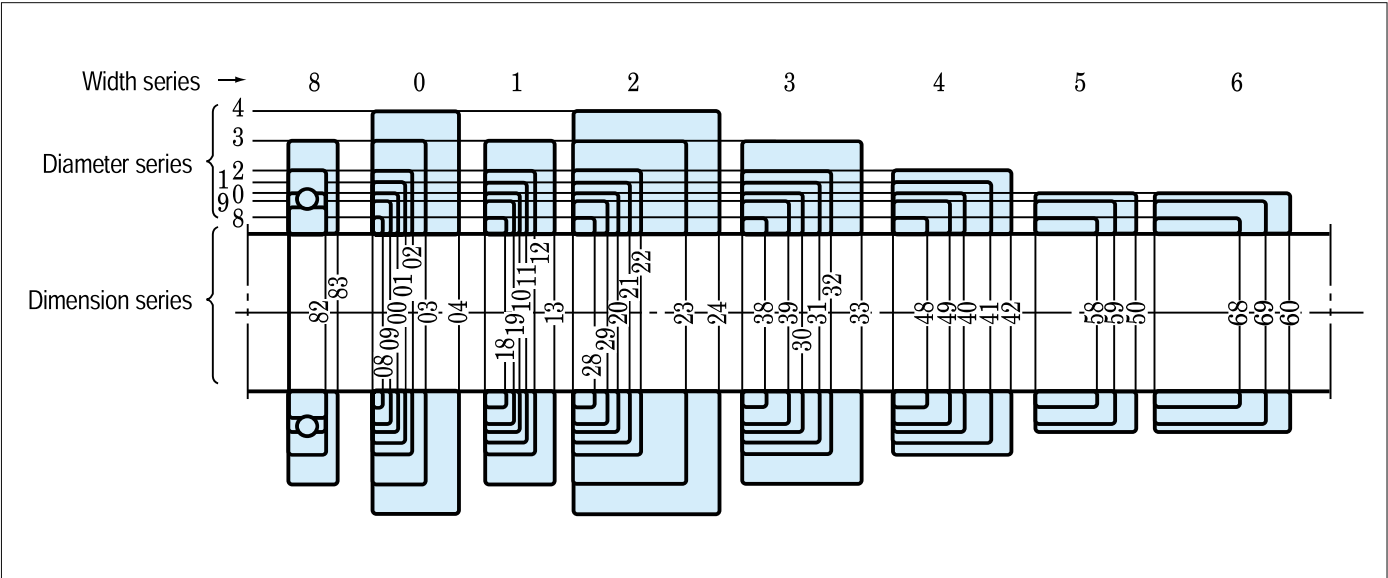 Width series → 8 0 1 2 3 4 5 6
Diameter series
4
3
2
1
0
9
8
Dimension series
82 83
08 09 00 01 02 03 04
18 19 10 11 12 13
28 29 20 21 22 23 24
38 39 30 31 32 33
48 49 40 41 42
58 59 50
68 69 60